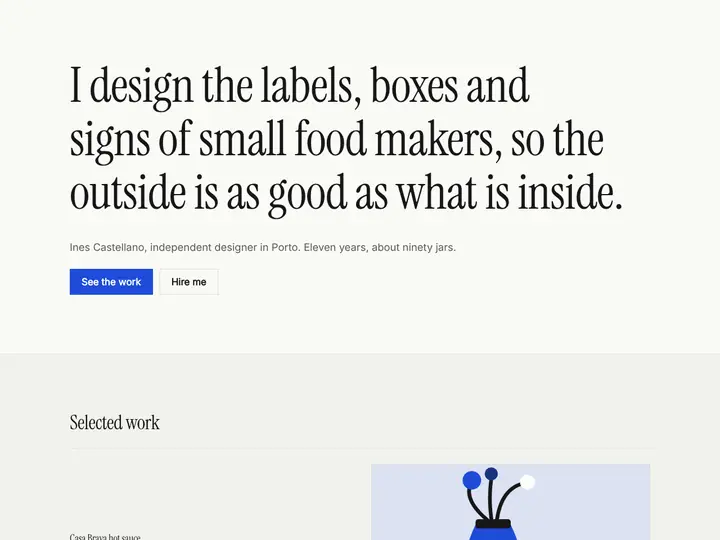 I design the labels, boxes and
signs of small food makers, so the
outside is as good as what is inside.
Ines Castellano, independent designer in Porto. Eleven years, about ninety jars.
See the work
Hire me
Selected work
Casa Brava hot sauce